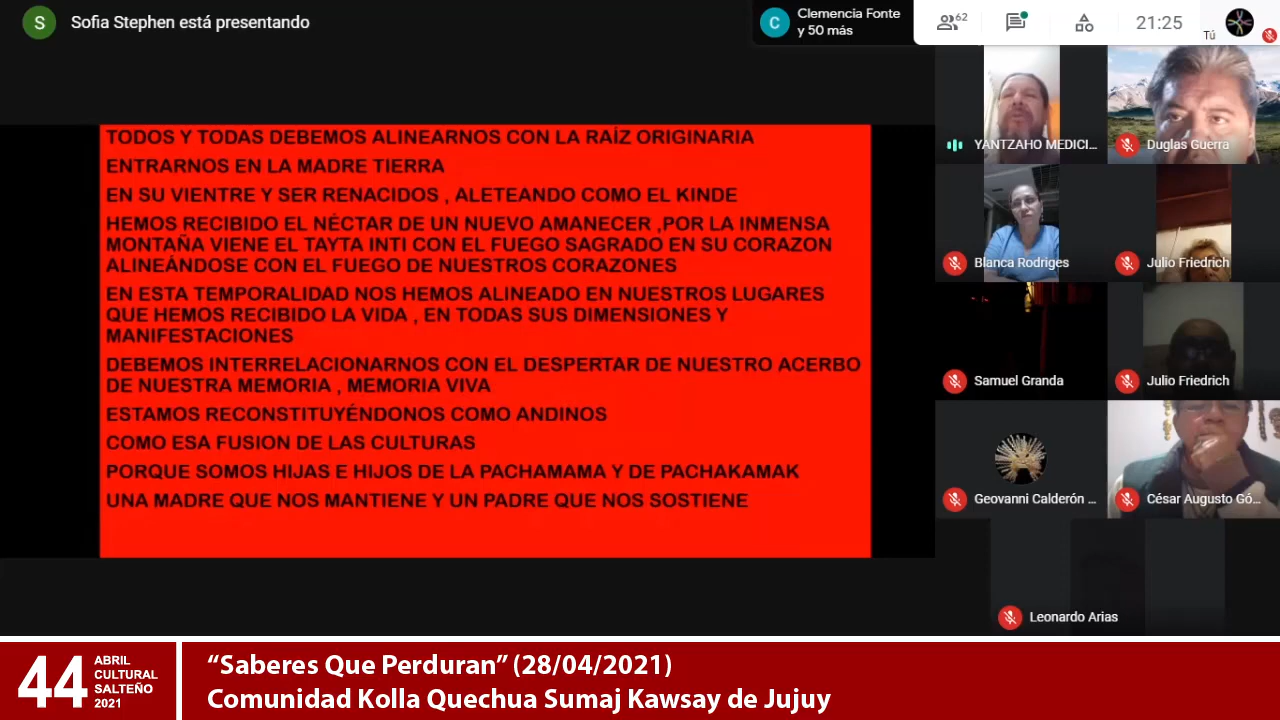 S
Sofia Stephen está presentando
C
Clemencia Fonte
y 50 más
62
21:25
Tú
TODOS Y TODAS DEBEMOS ALINEARNOS CON LA RAÍZ ORIGINARIA
ENTRARNOS EN LA MADRE TIERRA
EN SU VIENTRE Y SER RENACIDOS , ALETEANDO COMO EL KINDE
HEMOS RECIBIDO EL NÉCTAR DE UN NUEVO AMANECER ,POR LA INMENSA
MONTAÑA VIENE EL TAYTA INTI CON EL FUEGO SAGRADO EN SU CORAZON
ALINEÁNDOSE CON EL FUEGO DE NUESTROS CORAZONES
EN ESTA TEMPORALIDAD NOS HEMOS ALINEADO EN NUESTROS LUGARES
QUE HEMOS RECIBIDO LA VIDA , EN TODAS SUS DIMENSIONES Y
MANIFESTACIONES
DEBEMOS INTERRELACIONARNOS CON EL DESPERTAR DE NUESTRO ACERBO
DE NUESTRA MEMORIA , MEMORIA VIVA
ESTAMOS RECONSTITUYÉNDONOS COMO ANDINOS
COMO ESA FUSION DE LAS CULTURAS
PORQUE SOMOS HIJAS E HIJOS DE LA PACHAMAMA Y DE PACHAKAMAK
UNA MADRE QUE NOS MANTIENE Y UN PADRE QUE NOS SOSTIENE
YANTZAHO MEDICI...
Duglas Guerra
Blanca Rodriges
Julio Friedrich
Samuel Granda
Julio Friedrich
Geovanni Calderón ...
César Augusto Gó...
Leonardo Arias
44
ABRIL
CULTURAL
SALTEÑO
2021
“Saberes Que Perduran” (28/04/2021)
Comunidad Kolla Quechua Sumaj Kawsay de Jujuy